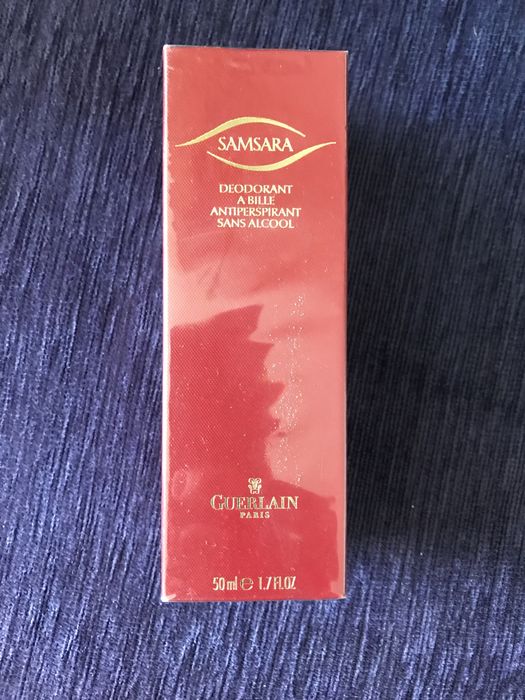 SAMSARA
DEODORANT
A BILLE
ANTIPERSPIRANT
SANS ALCOOL
GUERLAIN
PARIS
50 ml ℮ 1.7 FL.OZ